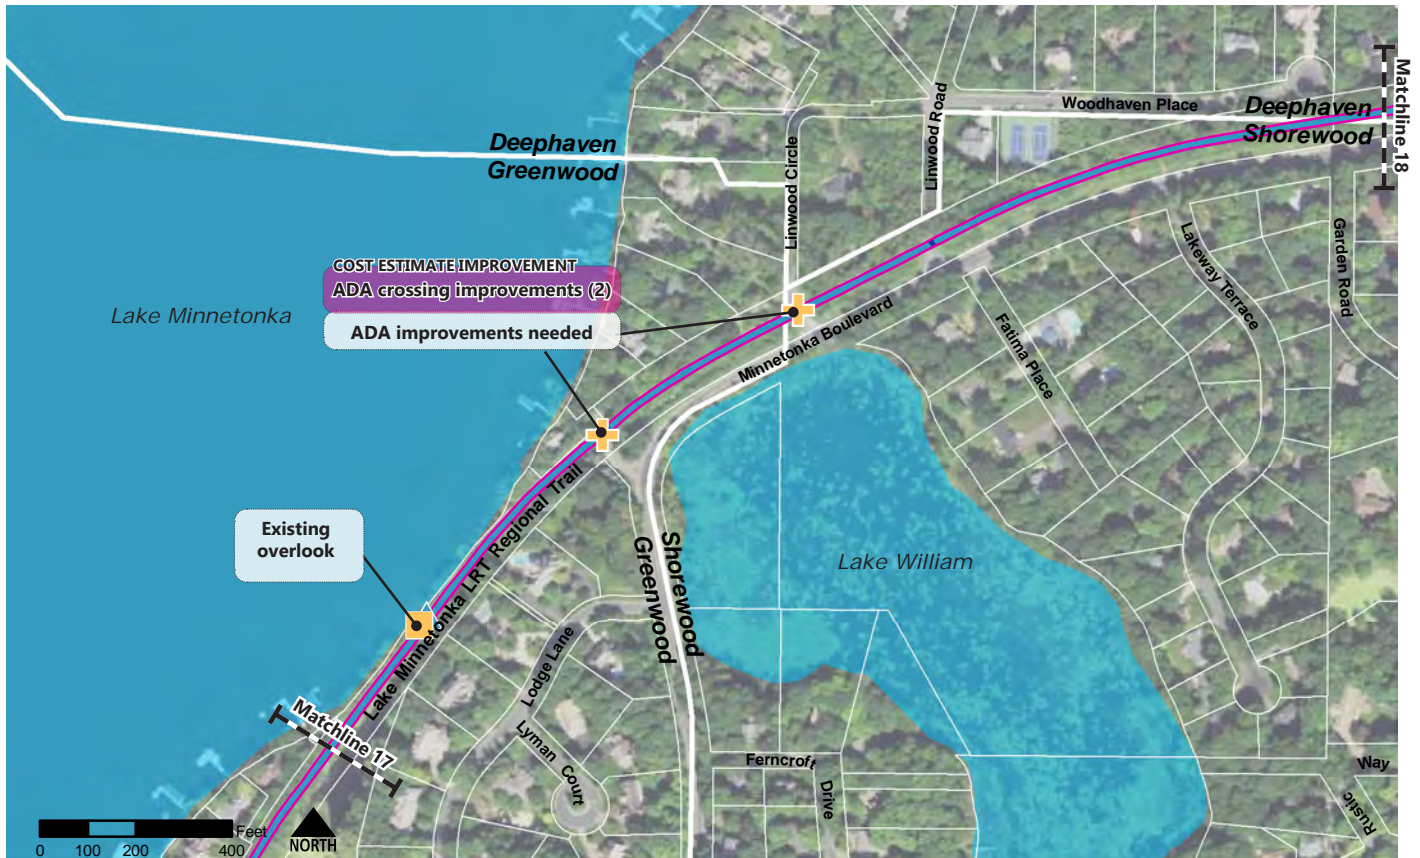 Deephaven
Greenwood
Woodhaven Place
Deephaven
Shorewood
Matchline 18
Linwood Road
Linwood Circle
COST ESTIMATE IMPROVEMENT
ADA crossing improvements (2)
ADA improvements needed
Lake Minnetonka
Lakeway Terrace
Garden Road
Minnetonka Boulevard
Fatima Place
Existing
overlook
Lake Minnetonka LRT Regional Trail
Shorewood
Greenwood
Lake William
Lodge Lane
Lyman Court
Matchline 17
Ferncroft
Drive
Way
Rustic
Feet
0 100 200 400
NORTH